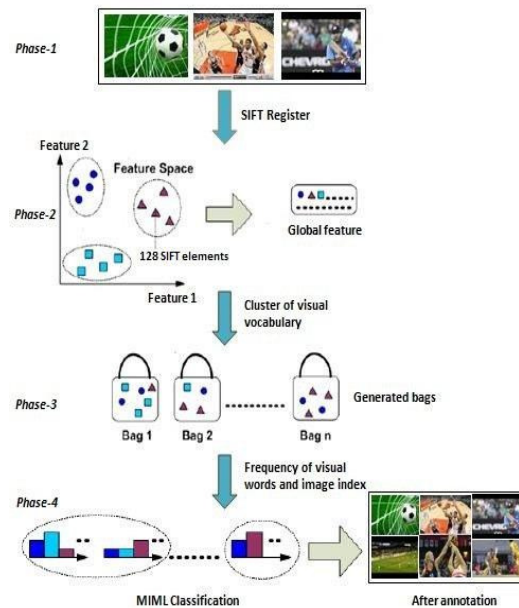 Phase-1
CHEVRO
SIFT Register
Feature 2
Feature Space
Phase-2
Global feature
128 SIFT elements
Feature 1
Cluster of visual
vocabulary
Phase-3
Generated bags
Bag 1
Bag 2
Bag n
Frequency of visual
words and image index
Phase-4
MIML Classification
After annotation